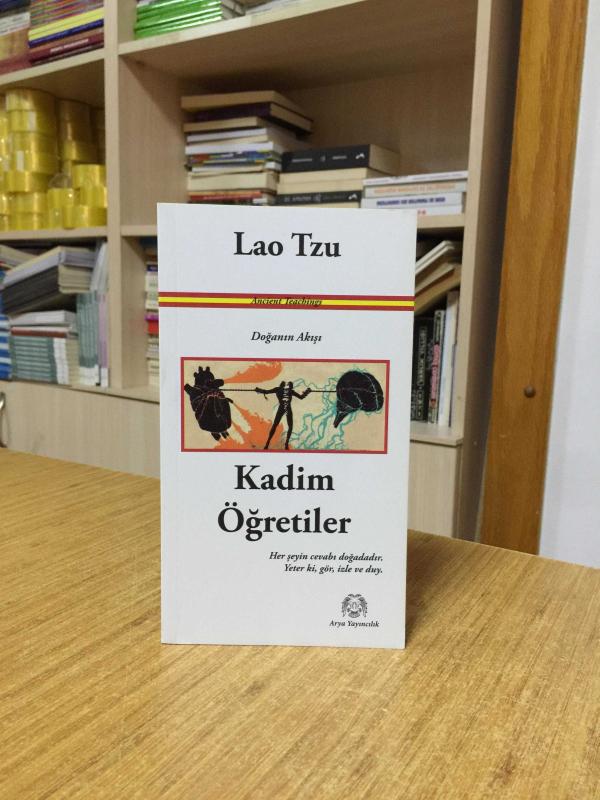 Lao Tzu
Ancient Teachings
Doğanın Akışı
Kadim
Öğretiler
Her şeyin cevabı doğadadır.
Yeter ki, gör, izle ve duy.
Arya Yayıncılık